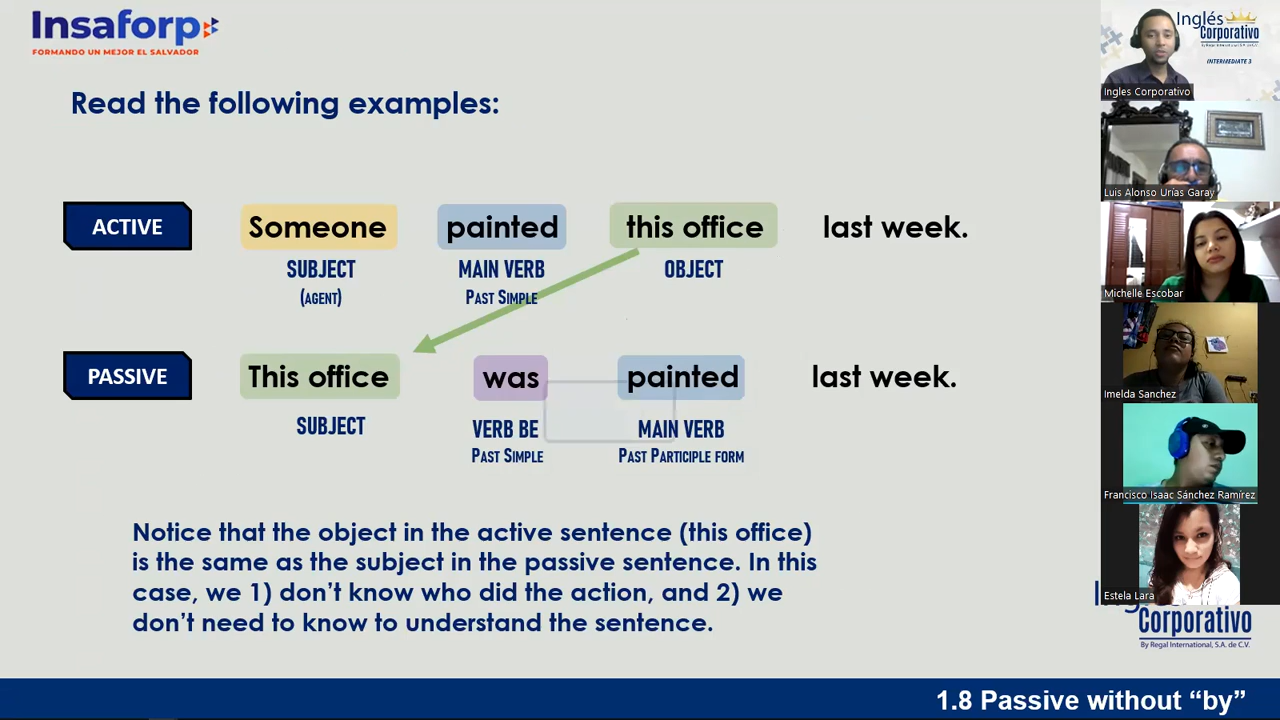 Insaforp
FORMANDO UN MEJOR EL SALVADOR
Read the following examples:
ACTIVE
Someone painted this office last week.
SUBJECT MAIN VERB OBJECT
(AGENT) PAST SIMPLE
PASSIVE
This office was painted last week.
SUBJECT VERB BE MAIN VERB
PAST SIMPLE PAST PARTICIPLE FORM
Notice that the object in the active sentence (this office)
is the same as the subject in the passive sentence. In this
case, we 1) don’t know who did the action, and 2) we
don’t need to know to understand the sentence.
Inglés
Corporativo
By Regal International, S.A. de C.V.
INTERMEDIATE 3
Ingles Corporativo
Luis Alonso Urías Garay
Michelle Escobar
Imelda Sanchez
Francisco Isaac Sánchez Ramírez
Estela Lara
Corporativo
By Regal International, S.A. de C.V.
1.8 Passive without “by”